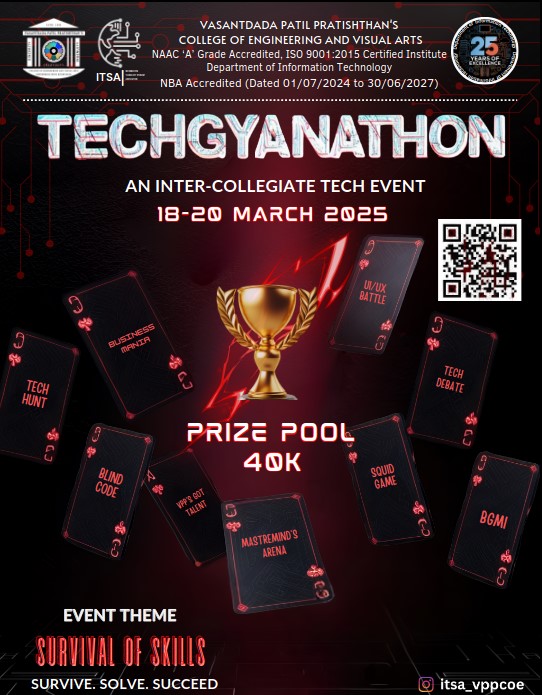 VASANTDADA PATIL PRATISHTHAN'S
COLLEGE OF ENGINEERING AND VISUAL ARTS
NAAC 'A' Grade Accredited, ISO 9001:2015 Certified Institute
Department of Information Technology
NBA Accredited (Dated 01/07/2024 to 30/06/2027)
ITSA
25
YEARS OF
EXCELLENCE
TECHGYANATHON
AN INTER-COLLEGIATE TECH EVENT
18-20 MARCH 2025
UI/UX
BATTLE
BUSINESS
MANIA
TECH
HUNT
TECH
DEBATE
PRIZE POOL
40K
BLIND
CODE
VPP'S GOT
TALENT
SQUID
GAME
BGMI
MASTREMIND'S
ARENA
EVENT THEME
SURVIVAL OF SKILLS
SURVIVE. SOLVE. SUCCEED
itsa_vppcoe